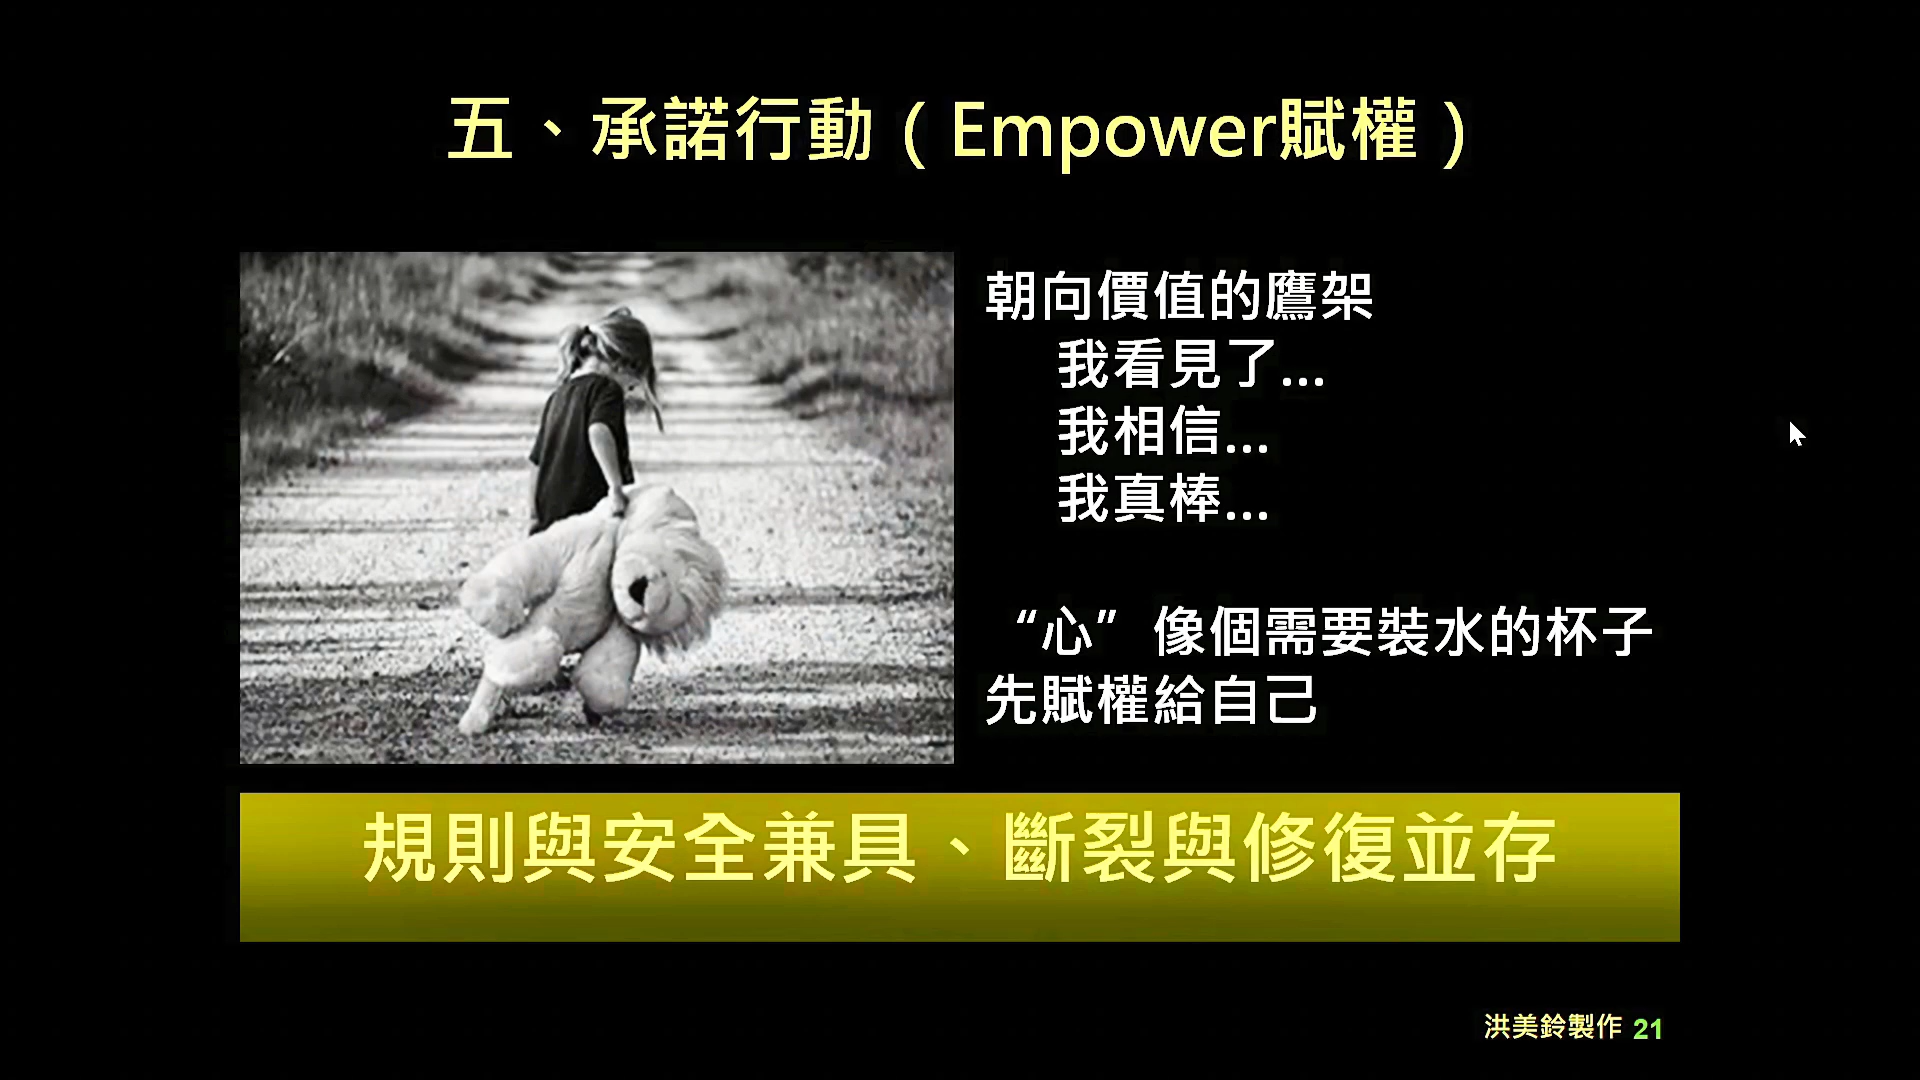 五、承諾行動（Empower賦權）
朝向價值的鷹架
我看見了...
我相信...
我真棒...
“心”像個需要裝水的杯子
先賦權給自己
規則與安全兼具、斷裂與修復並存
洪美鈴製作 21